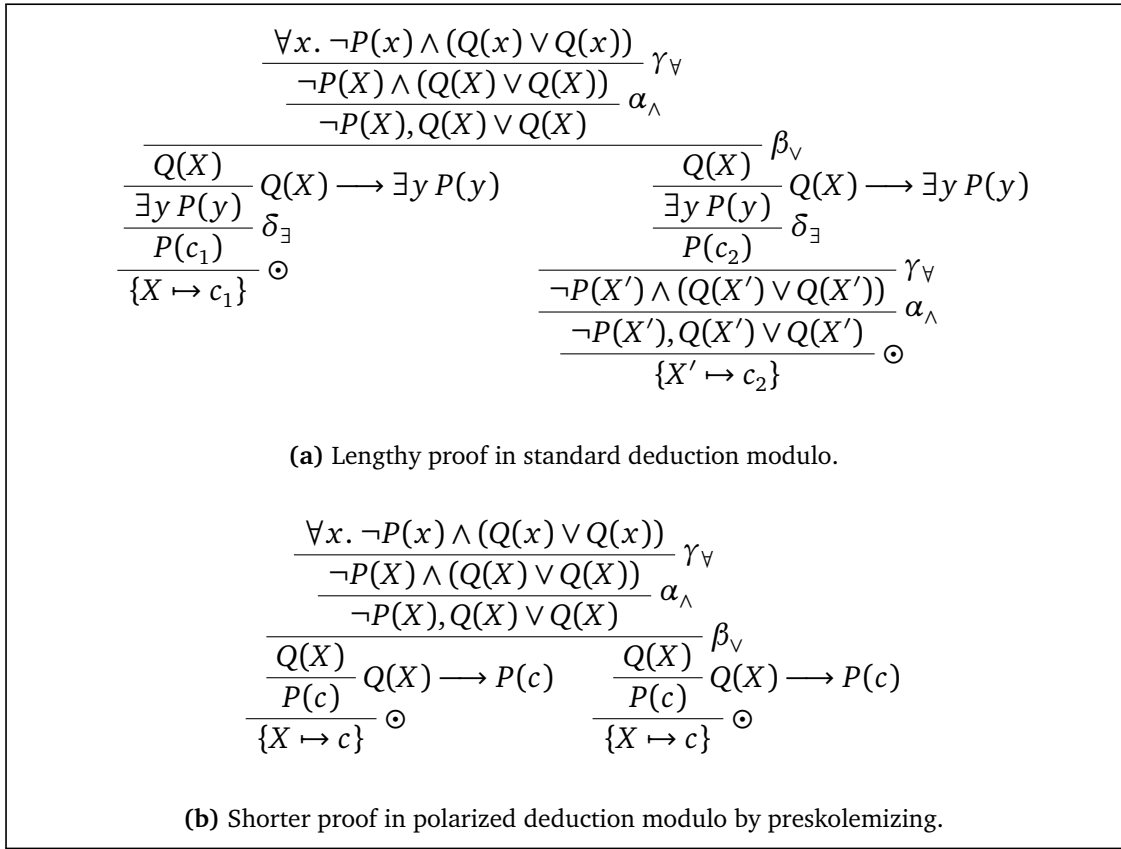 ∀x. ¬P(x) ∧ (Q(x) ∨ Q(x)) γ∀
¬P(X) ∧ (Q(X) ∨ Q(X)) α∧
¬P(X), Q(X) ∨ Q(X) β∨
Q(X) Q(X) ⟶ ∃y P(y) Q(X) Q(X) ⟶ ∃y P(y)
∃y P(y) δ∃ ∃y P(y) δ∃
P(c₁) ⊙ P(c₂) γ∀
{X ↦ c₁} ¬P(X′) ∧ (Q(X′) ∨ Q(X′)) α∧
¬P(X′), Q(X′) ∨ Q(X′) ⊙
{X′ ↦ c₂}
(a) Lengthy proof in standard deduction modulo.
∀x. ¬P(x) ∧ (Q(x) ∨ Q(x)) γ∀
¬P(X) ∧ (Q(X) ∨ Q(X)) α∧
¬P(X), Q(X) ∨ Q(X) β∨
Q(X) Q(X) ⟶ P(c) Q(X) Q(X) ⟶ P(c)
P(c) ⊙ P(c) ⊙
{X ↦ c} {X ↦ c}
(b) Shorter proof in polarized deduction modulo by preskolemizing.